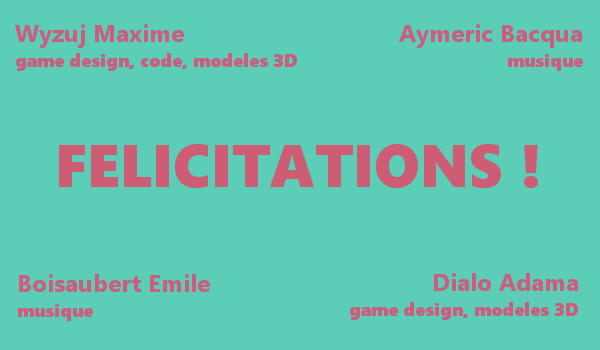 Wyzuj Maxime
game design, code, modeles 3D
Aymeric Bacqua
musique
FELICITATIONS !
Boisaubert Emile
musique
Dialo Adama
game design, modeles 3D